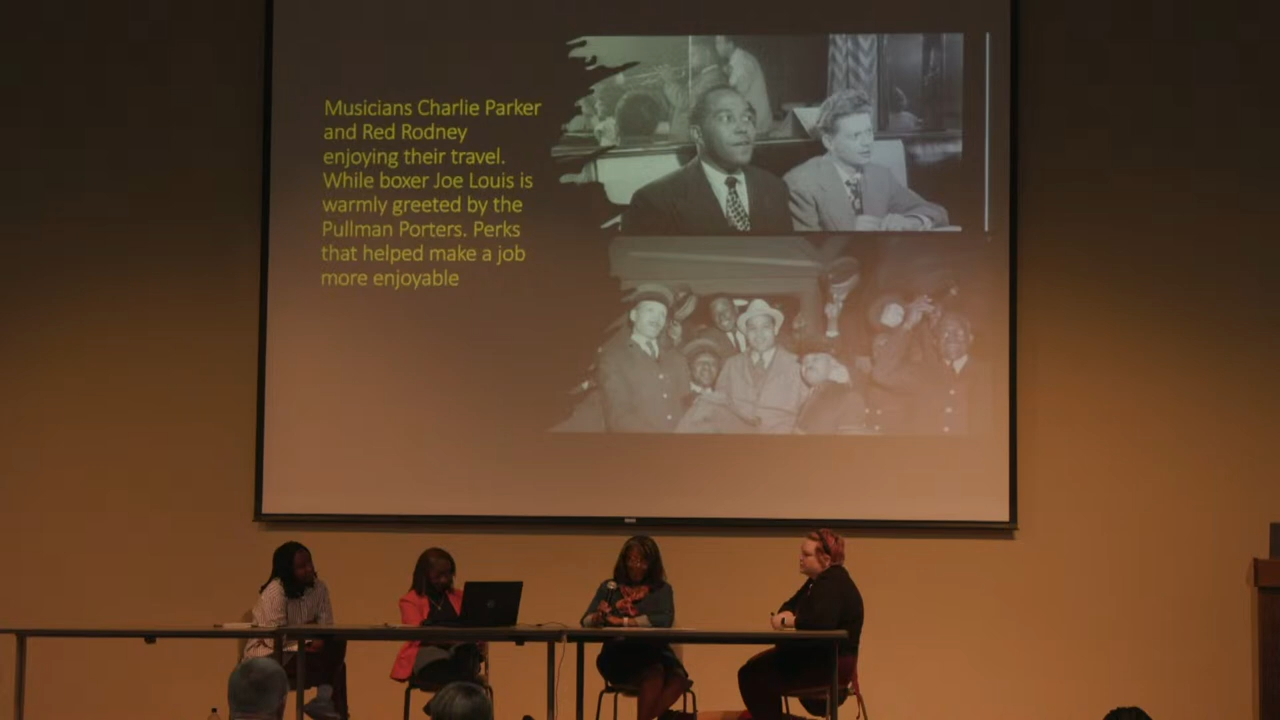 Musicians Charlie Parker
and Red Rodney
enjoying their travel.
While boxer Joe Louis is
warmly greeted by the
Pullman Porters. Perks
that helped make a job
more enjoyable